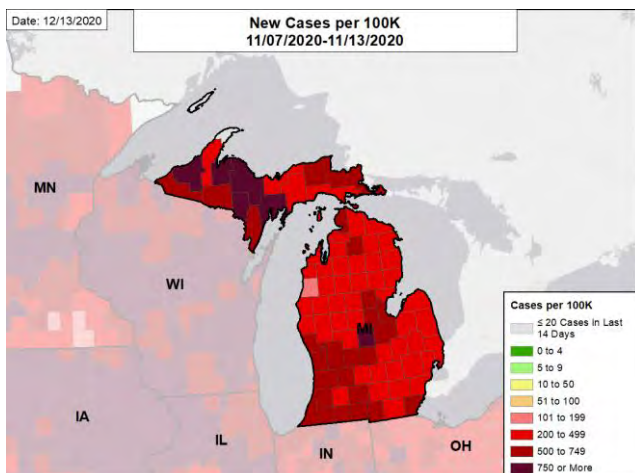 Date: 12/13/2020
New Cases per 100K
11/07/2020-11/13/2020
MN
WI
MI
IA
IL
IN
OH
Cases per 100K
≤ 20 Cases in Last
14 Days
0 to 4
5 to 9
10 to 50
51 to 100
101 to 199
200 to 499
500 to 749
750 or More